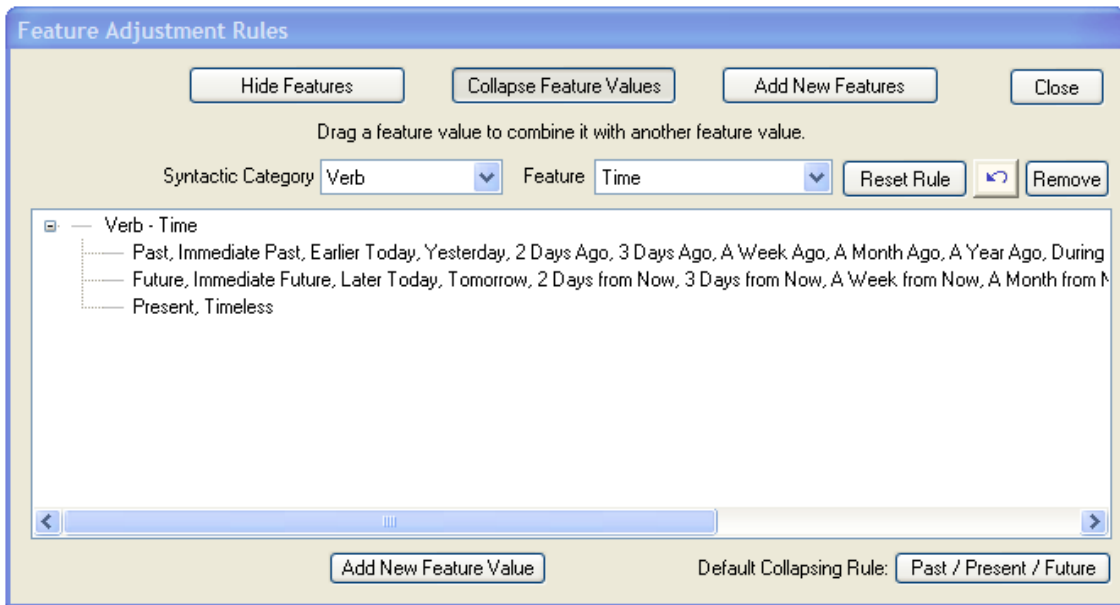 Feature Adjustment Rules
Hide Features Collapse Feature Values Add New Features Close
Drag a feature value to combine it with another feature value.
Syntactic Category Verb Feature Time Reset Rule Remove
Verb - Time
Past, Immediate Past, Earlier Today, Yesterday, 2 Days Ago, 3 Days Ago, A Week Ago, A Month Ago, A Year Ago, During
Future, Immediate Future, Later Today, Tomorrow, 2 Days from Now, 3 Days from Now, A Week from Now, A Month from
Present, Timeless
Add New Feature Value Default Collapsing Rule: Past / Present / Future